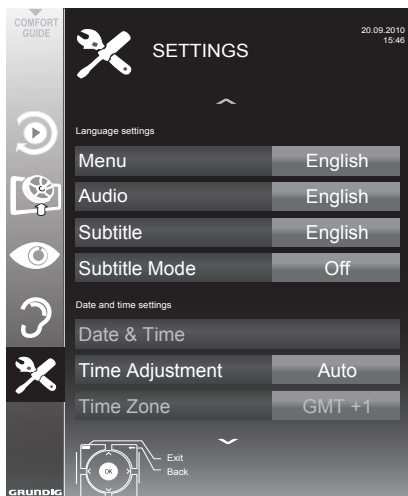 COMFORT
GUIDE
SETTINGS
20.09.2010
15:46
Language settings
Menu English
Audio English
Subtitle English
Subtitle Mode Off
Date and time settings
Date & Time
Time Adjustment Auto
Time Zone GMT +1
Exit
Back
OK
GRUNDIG